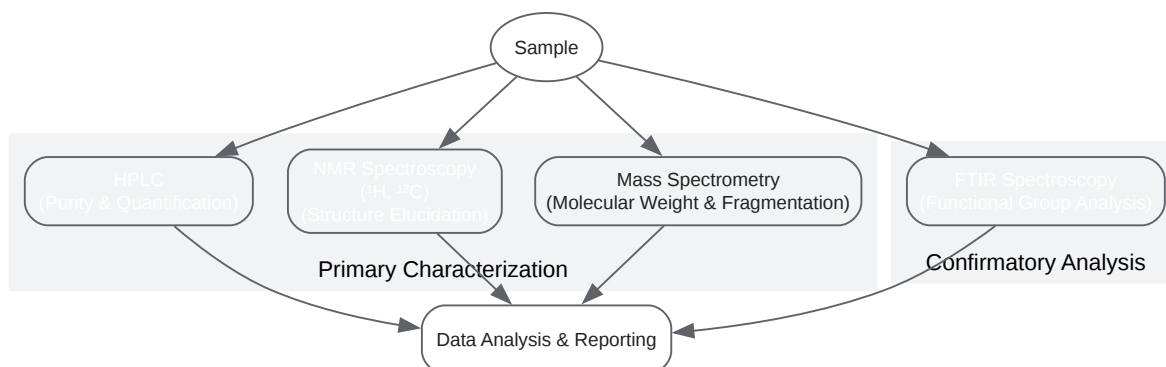 Sample
HPLC
(Purity & Quantification)
NMR Spectroscopy
(¹H, ¹³C)
(Structure Elucidation)
Mass Spectrometry
(Molecular Weight & Fragmentation)
FTIR Spectroscopy
(Functional Group Analysis)
Primary Characterization
Confirmatory Analysis
Data Analysis & Reporting